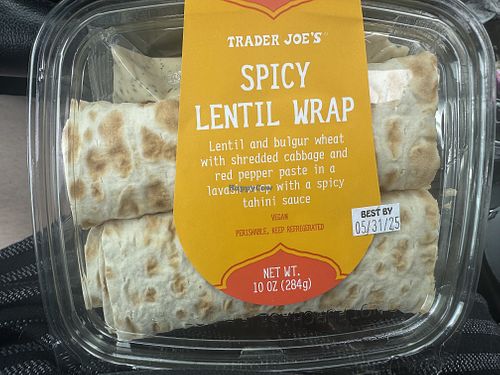 TRADER JOE'S
SPICY
LENTIL WRAP
Lentil and bulgur wheat
with shredded cabbage and
red pepper paste in a
lavash wrap with a spicy
tahini sauce
VEGAN
PERISHABLE, KEEP REFRIGERATED
BEST BY
05/31/25
NET WT.
10 OZ (284g)